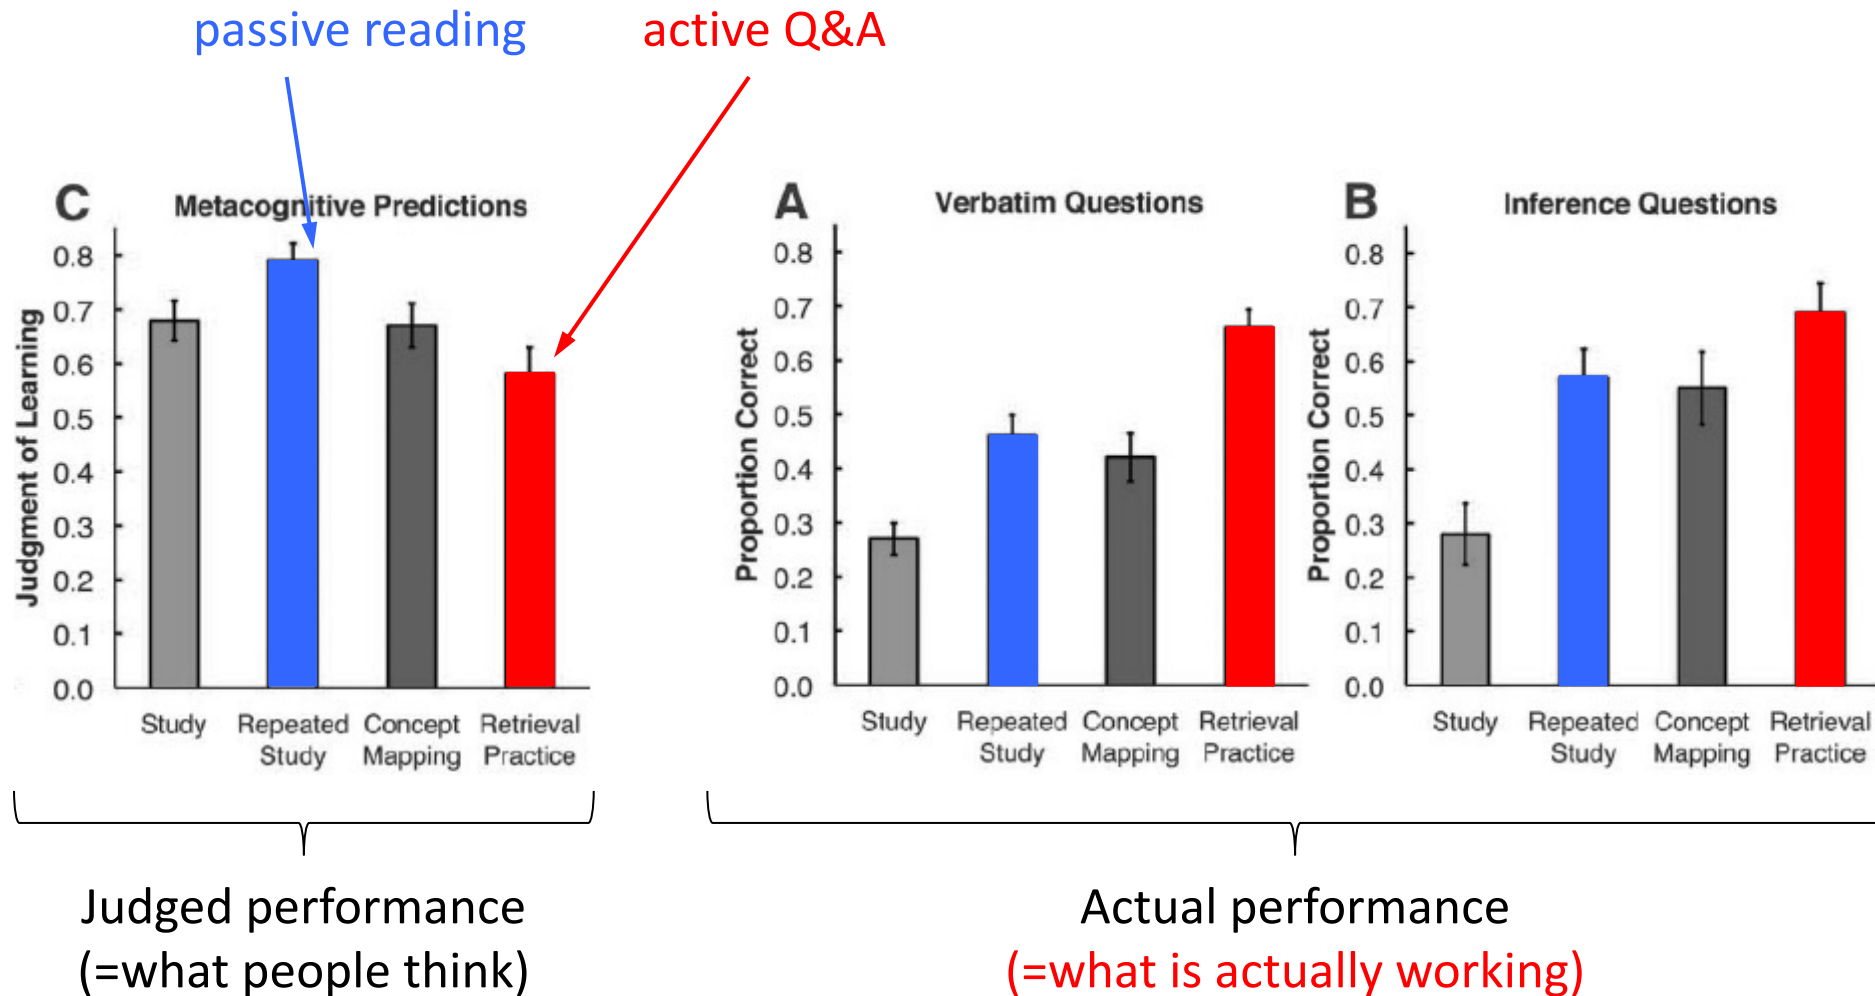 passive reading
active Q&A
C
Metacognitive Predictions
Judgment of Learning
0.8
0.7
0.6
0.5
0.4
0.3
0.2
0.1
0.0
Study
Repeated
Study
Concept
Mapping
Retrieval
Practice
A
Verbatim Questions
Proportion Correct
0.8
0.7
0.6
0.5
0.4
0.3
0.2
0.1
0.0
Study
Repeated
Study
Concept
Mapping
Retrieval
Practice
B
Inference Questions
Proportion Correct
0.8
0.7
0.6
0.5
0.4
0.3
0.2
0.1
0.0
Study
Repeated
Study
Concept
Mapping
Retrieval
Practice
Judged performance
(=what people think)
Actual performance
(=what is actually working)